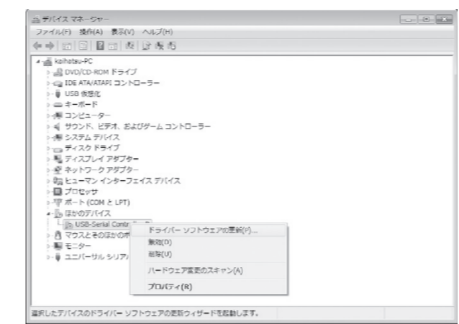 デバイス マネージャー
ファイル(F) 操作(A) 表示(V) ヘルプ(H)
kaihatsu-PC
DVD/CD-ROM ドライブ
IDE ATA/ATAPI コントローラー
USB 仮想化
キーボード
コンピューター
サウンド、ビデオ、およびゲーム コントローラー
システム デバイス
ディスク ドライブ
ディスプレイ アダプター
ネットワーク アダプター
ヒューマン インターフェイス デバイス
プロセッサ
ポート (COM と LPT)
ほかのデバイス
USB-Serial Cont
ドライバー ソフトウェアの更新(P)...
マウスとそのほかのポ
無効(D)
モニター
削除(U)
ユニバーサル シリアル
ハードウェア変更のスキャン(A)
プロパティ(R)
選択したデバイスのドライバー ソフトウェアの更新ウィザードを起動します。